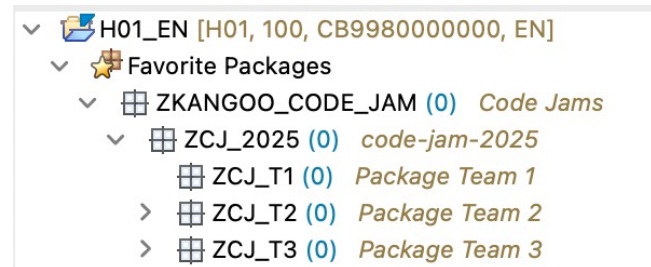 H01_EN [H01, 100, CB9980000000, EN]
Favorite Packages
ZKANGOO_CODE_JAM (0) Code Jams
ZCJ_2025 (0) code-jam-2025
ZCJ_T1 (0) Package Team 1
ZCJ_T2 (0) Package Team 2
ZCJ_T3 (0) Package Team 3